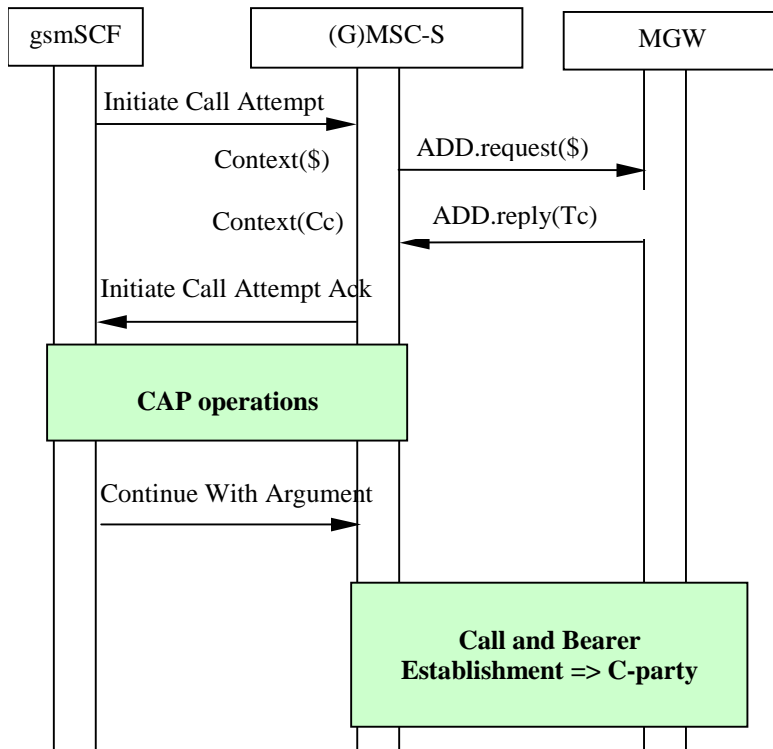 gsmSCF
(G)MSC-S
MGW
Initiate Call Attempt
Context($)
ADD.request($)
Context(Cc)
ADD.reply(Tc)
Initiate Call Attempt Ack
CAP operations
Continue With Argument
Call and Bearer
Establishment => C-party